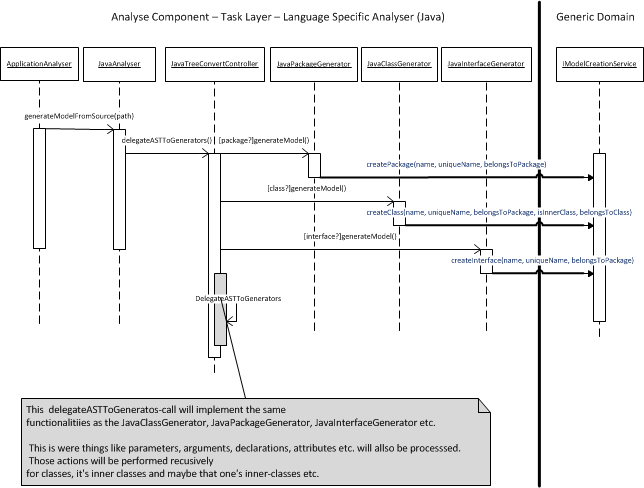 Analyse Component – Task Layer – Language Specific Analyser (Java)
Generic Domain
ApplicationAnalyser
JavaAnalyser
JavaTreeConvertController
JavaPackageGenerator
JavaClassGenerator
JavaInterfaceGenerator
IModelCreationService
generateModelFromSource(path)
delegateASTToGenerators()
[package?]generateModel()
createPackage(name, uniqueName, belongsToPackage)
[class?]generateModel()
createClass(name, uniqueName, belongsToPackage, isInnerClass, belongsToClass)
[interface?]generateModel()
createInterface(name, uniqueName, belongsToPackage)
DelegateASTToGenerators
This delegateASTToGeneratos-call will implement the same
functionalitiies as the JavaClassGenerator, JavaPackageGenerator, JavaInterfaceGenerator etc.
This is were things like parameters, arguments, declarations, attributes etc. will allso be processsed.
Those actions will be performed recusively
for classes, it's inner classes and maybe that one's inner-classes etc.